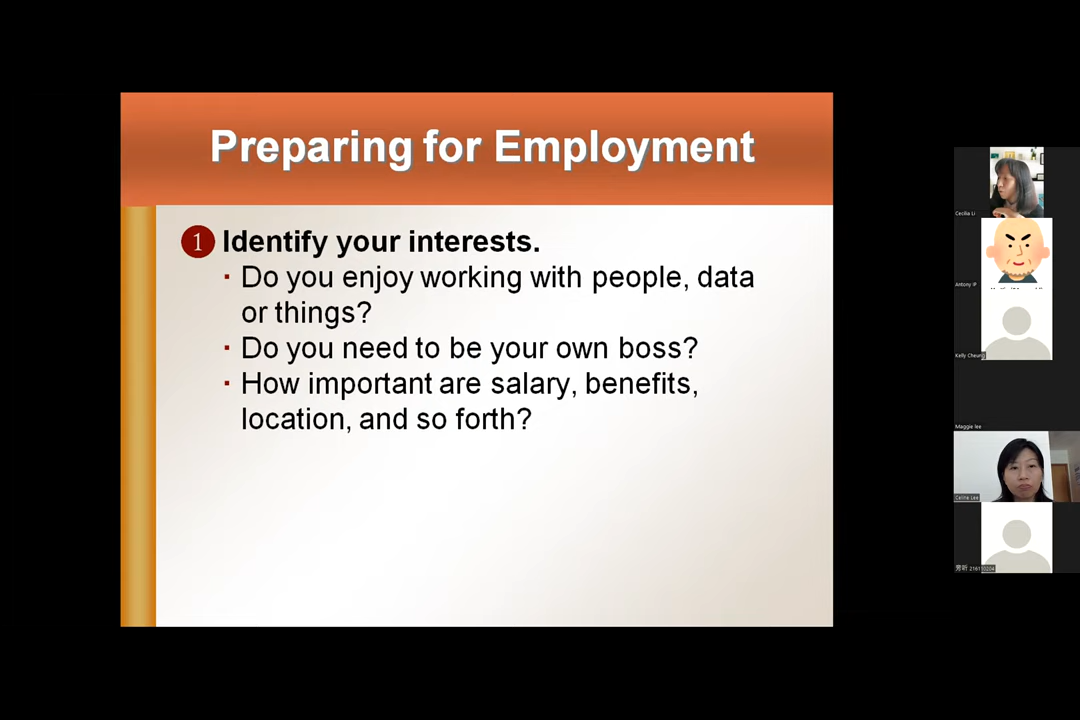 Preparing for Employment
1 Identify your interests.
▪ Do you enjoy working with people, data
or things?
▪ Do you need to be your own boss?
▪ How important are salary, benefits,
location, and so forth?
Cecilia Li
Antony IP
Kelly Cheung
Maggie lee
Celina Lee